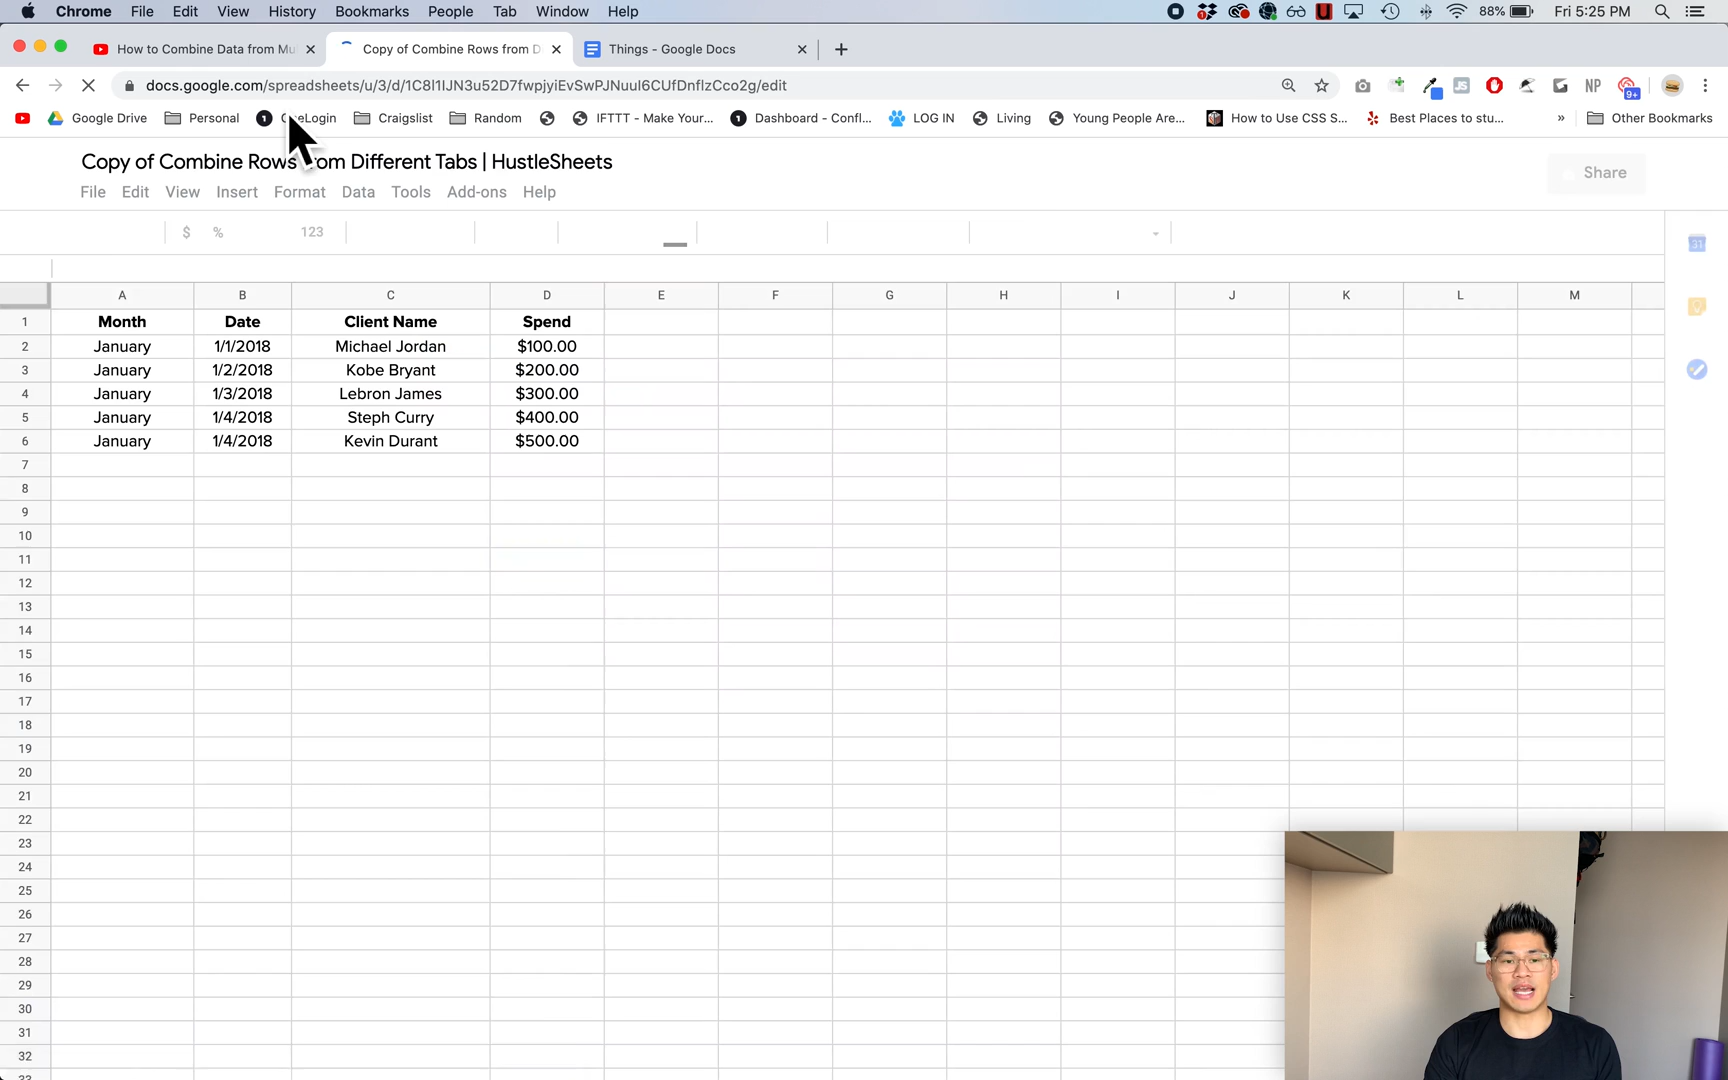 Chrome File Edit View History Bookmarks People Tab Window Help 88% Fri 5:25 PM
How to Combine Data from Mu Copy of Combine Rows from D Things - Google Docs
docs.google.com/spreadsheets/u/3/d/1C8l1IJN3u52D7fwpjyiEvSwPJNuuI6CUfDnfIzCco2g/edit JS NP 9+
Google Drive Personal OneLogin Craigslist Random IFTTT - Make Your... Dashboard - Confl... LOG IN Living Young People Are... How to Use CSS S... Best Places to stu... » Other Bookmarks
Copy of Combine Rows from Different Tabs | HustleSheets
Share
File Edit View Insert Format Data Tools Add-ons Help
$ % 123
31
A B C D E F G H I J K L M
1 Month Date Client Name Spend
2 January 1/1/2018 Michael Jordan $100.00
3 January 1/2/2018 Kobe Bryant $200.00
4 January 1/3/2018 Lebron James $300.00
5 January 1/4/2018 Steph Curry $400.00
6 January 1/4/2018 Kevin Durant $500.00
7
8
9
10
11
12
13
14
15
16
17
18
19
20
21
22
23
24
25
26
27
28
29
30
31
32
33